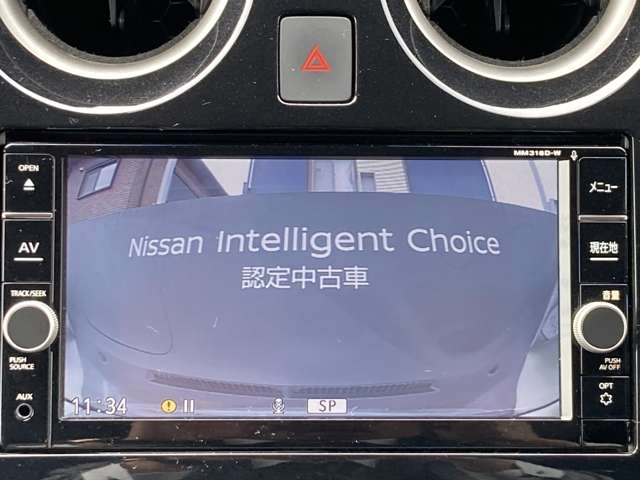 MM318D-W
OPEN
メニュー
AV
現在地
Nissan Intelligent Choice
認定中古車
TRACK/SEEK
音量
PUSH
SOURCE
PUSH
AV OFF
AUX
OPT
11:34
SP